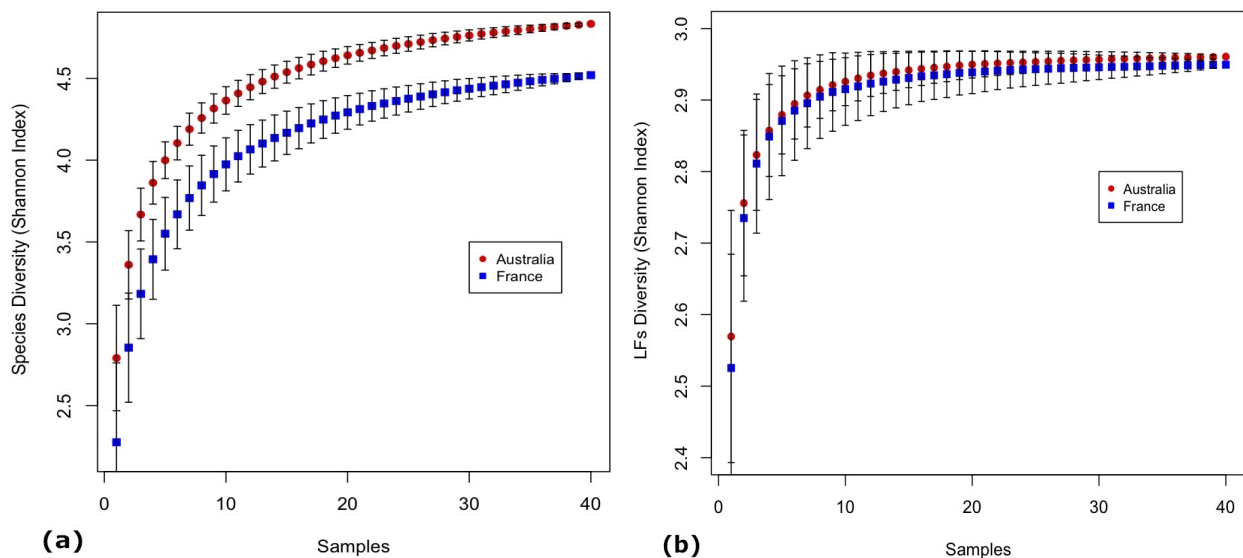 Species Diversity (Shannon Index)
4.5
4.0
3.5
3.0
2.5
Australia
France
0
10
20
30
40
(a)
Samples
LFs Diversity (Shannon Index)
3.0
2.9
2.8
2.7
2.6
2.5
2.4
Australia
France
0
10
20
30
40
(b)
Samples